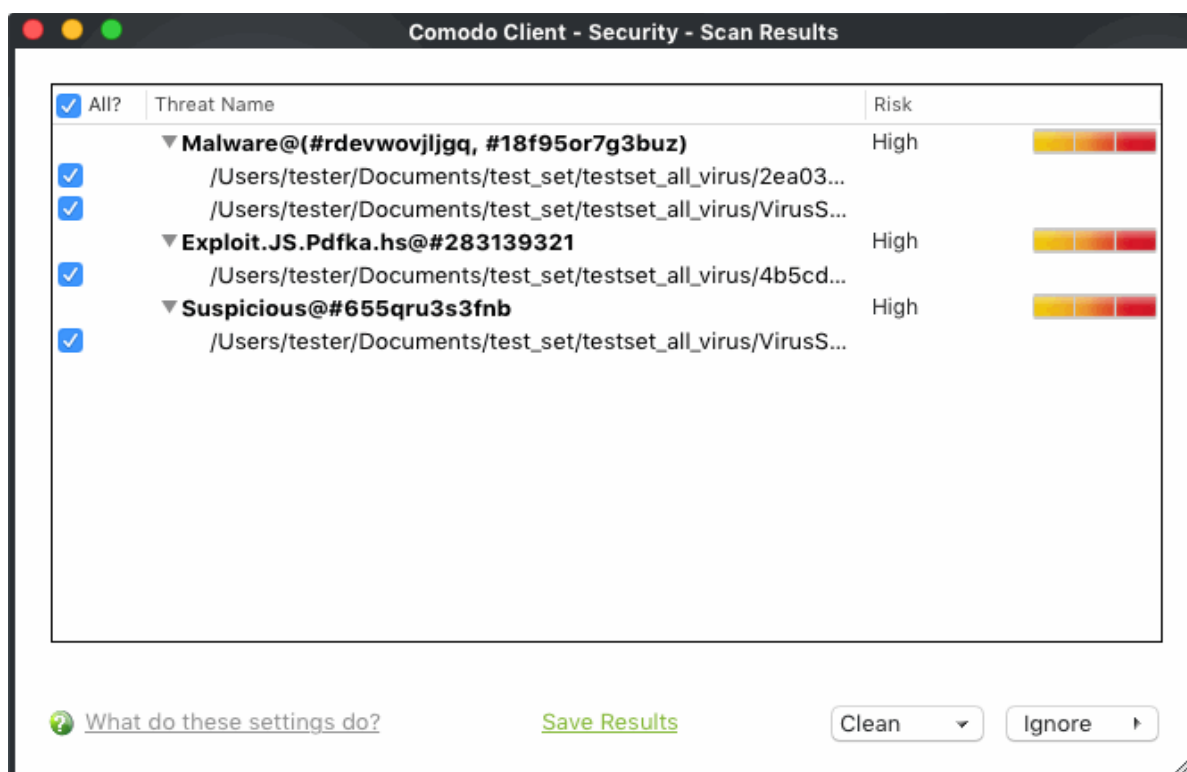 Comodo Client - Security - Scan Results
All? Threat Name Risk
Malware@(#rdevwovjljgq, #18f95or7g3buz) High
/Users/tester/Documents/test_set/testset_all_virus/2ea03...
/Users/tester/Documents/test_set/testset_all_virus/VirusS...
Exploit.JS.Pdfka.hs@#283139321 High
/Users/tester/Documents/test_set/testset_all_virus/4b5cd...
Suspicious@#655qru3s3fnb High
/Users/tester/Documents/test_set/testset_all_virus/VirusS...
What do these settings do? Save Results Clean Ignore